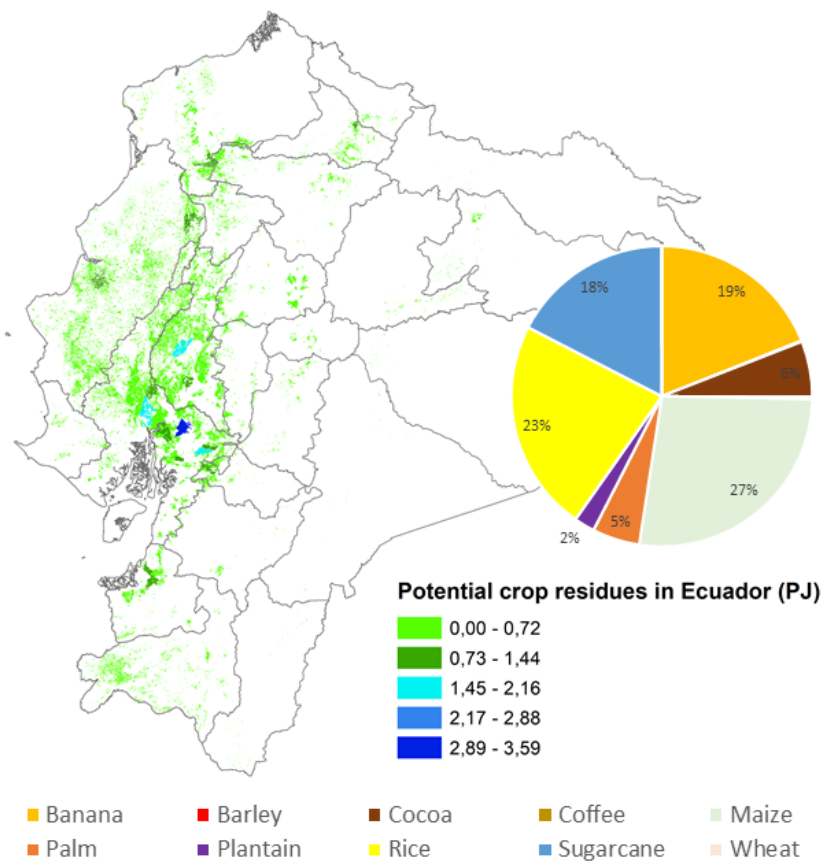 18%
19%
6%
23%
27%
5%
2%
Potential crop residues in Ecuador (PJ)
0,00 - 0,72
0,73 - 1,44
1,45 - 2,16
2,17 - 2,88
2,89 - 3,59
Banana Barley Cocoa Coffee Maize
Palm Plantain Rice Sugarcane Wheat